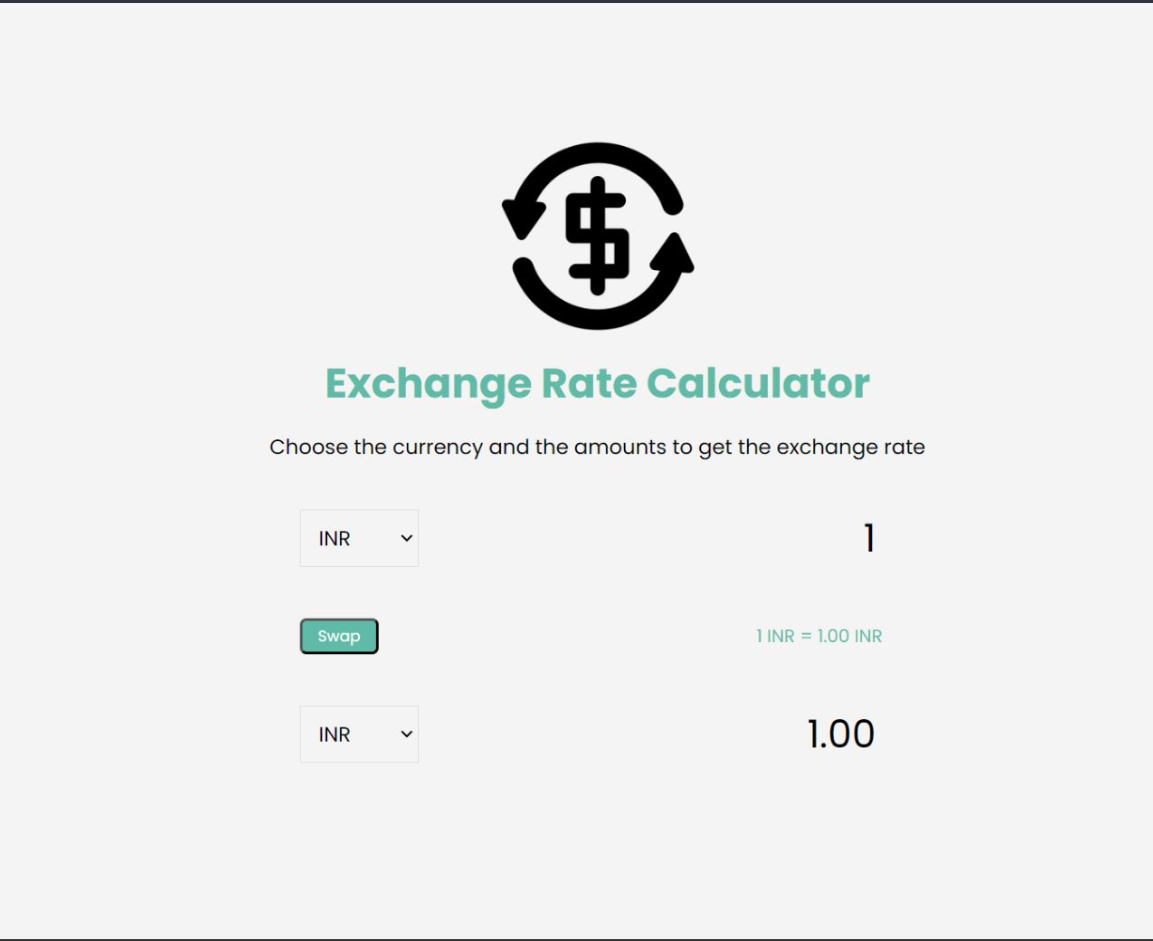 $
Exchange Rate Calculator
Choose the currency and the amounts to get the exchange rate
INR 1
Swap 1 INR = 1.00 INR
INR 1.00